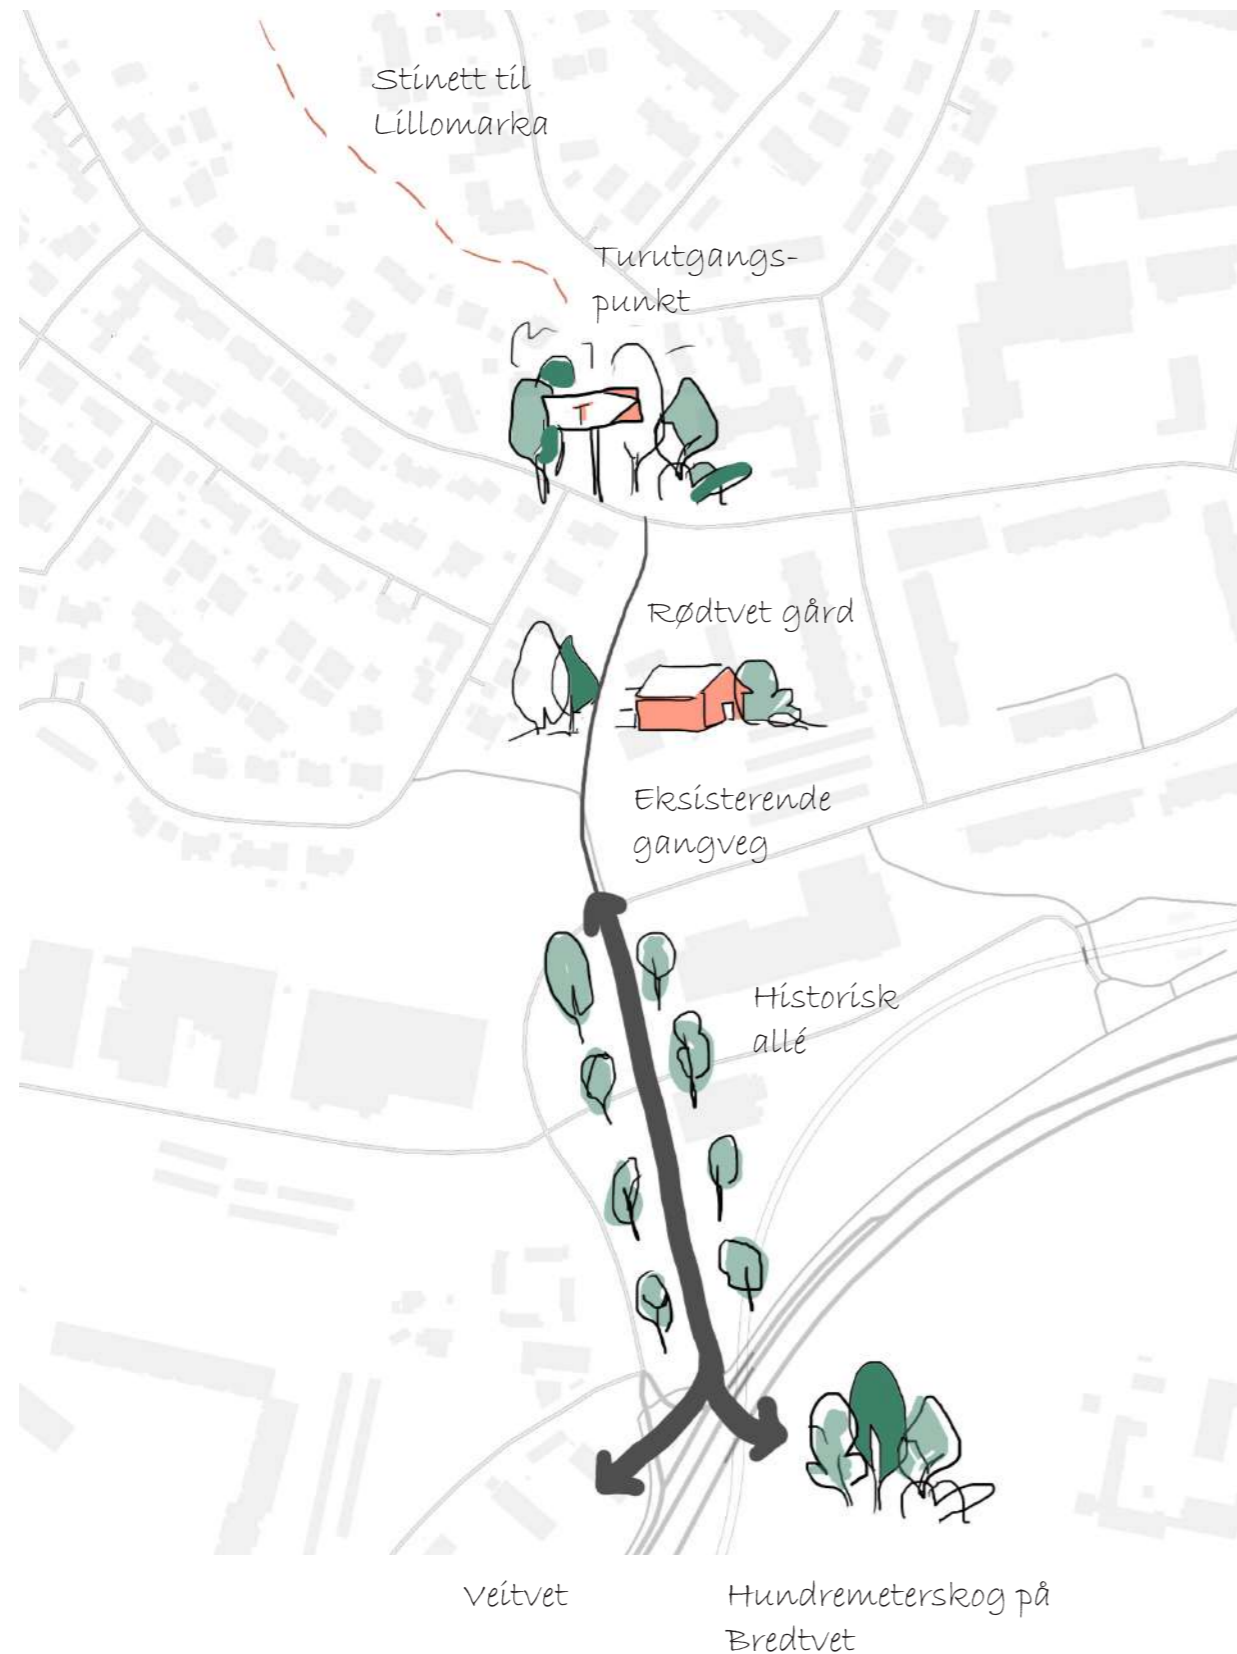 Stinett til
Lillomarka
Turutgangs-
punkt
T
Rødtvet gård
Eksisterende
gangveg
Historisk
allé
Veitvet
Hundremeterskog på
Bredtvet